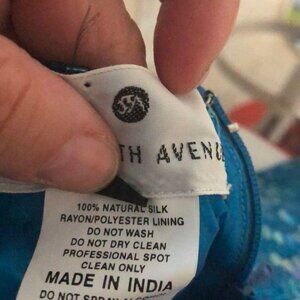 TH AVENU
100% NATURAL SILK
RAYON/POLYESTER LINING
DO NOT WASH
DO NOT DRY CLEAN
PROFESSIONAL SPOT
CLEAN ONLY
MADE IN INDIA
DO NOT